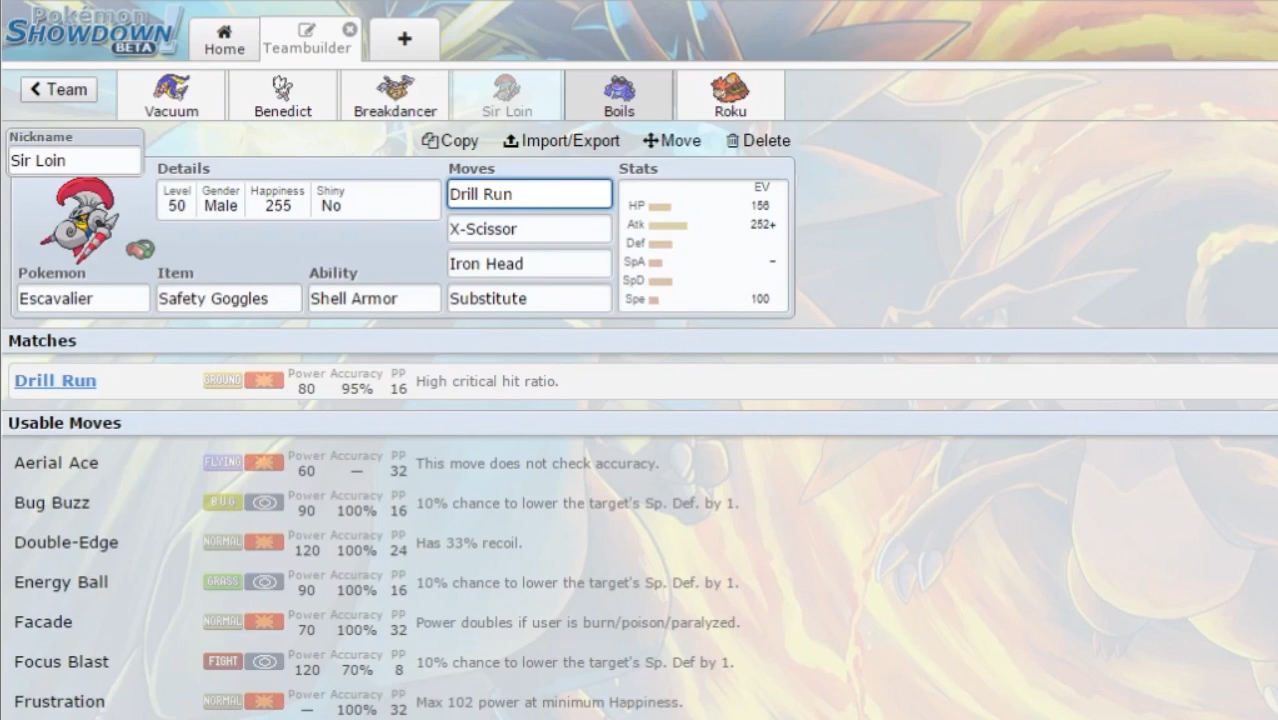 Pokémon
SHOWDOWN!
BETA
Home
Teambuilder
+
Team
Vacuum
Benedict
Breakdancer
Sir Loin
Boils
Roku
Nickname
Sir Loin
Copy Import/Export Move Delete
Details
Moves
Stats
Level Gender Happiness Shiny
50 Male 255 No
Drill Run
X-Scissor
Iron Head
Substitute
EV
HP 156
Atk 252+
Def
SpA –
SpD
Spe 100
Pokemon
Escavalier
Item
Safety Goggles
Ability
Shell Armor
Matches
Drill Run GROUND Power 80 Accuracy 95% PP 16 High critical hit ratio.
Usable Moves
Aerial Ace FLYING Power 60 Accuracy — PP 32 This move does not check accuracy.
Bug Buzz BUG Power 90 Accuracy 100% PP 16 10% chance to lower the target's Sp. Def. by 1.
Double-Edge NORMAL Power 120 Accuracy 100% PP 24 Has 33% recoil.
Energy Ball GRASS Power 90 Accuracy 100% PP 16 10% chance to lower the target's Sp. Def. by 1.
Facade NORMAL Power 70 Accuracy 100% PP 32 Power doubles if user is burn/poison/paralyzed.
Focus Blast FIGHT Power 120 Accuracy 70% PP 8 10% chance to lower the target's Sp. Def by 1.
Frustration NORMAL Power — Accuracy 100% PP 32 Max 102 power at minimum Happiness.